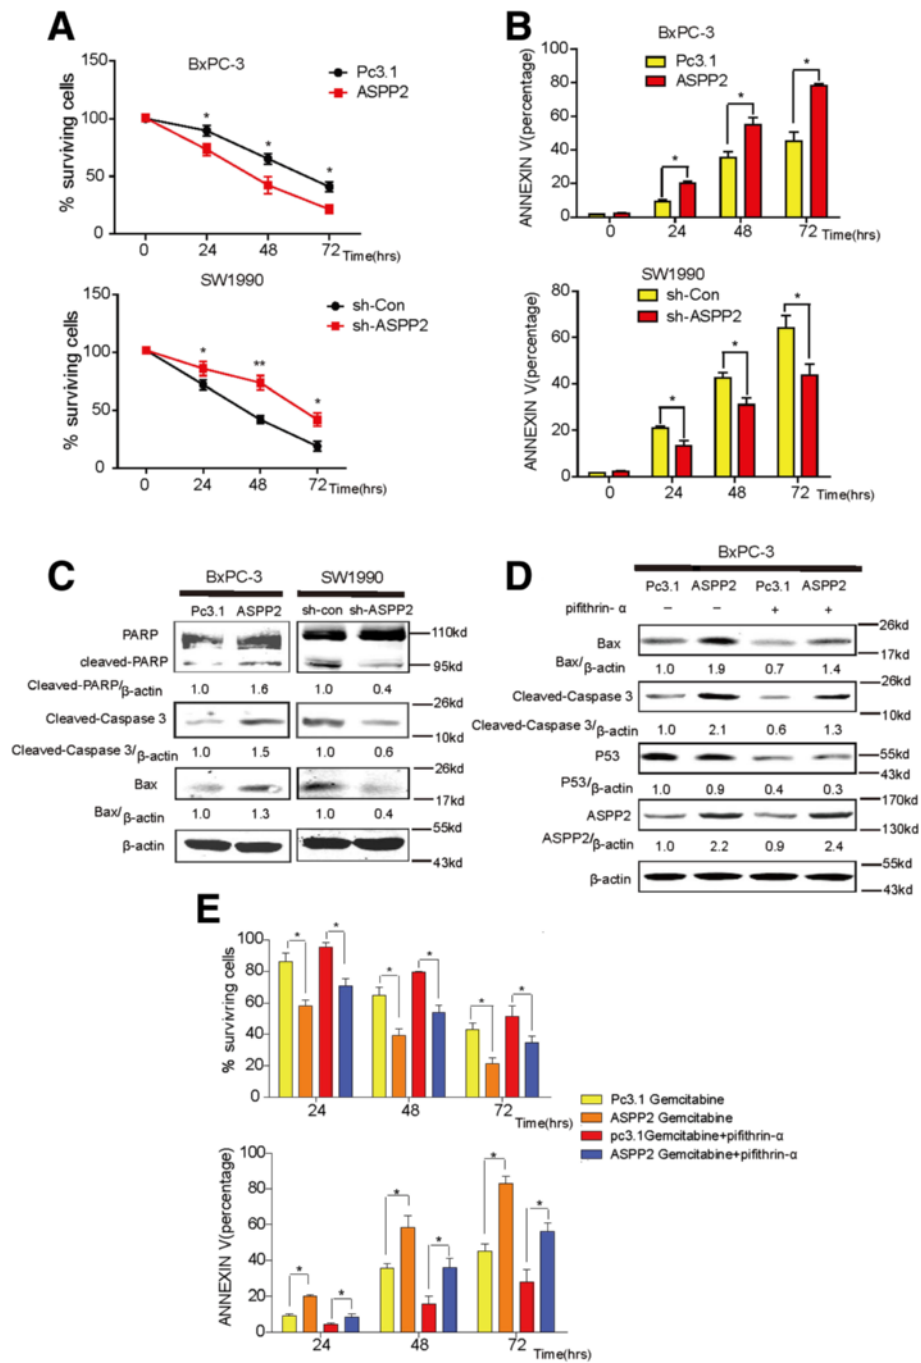 A
BxPC-3
150
100
50
0
% surviving cells
Pc3.1
ASPP2
* * *
0 24 48 72 Time(hrs)
SW1990
150
100
50
0
% surviving cells
sh-Con
sh-ASPP2
* ** *
0 24 48 72 Time(hrs)
B
BxPC-3
100
80
60
40
20
0
ANNEXIN V(percentage)
Pc3.1
ASPP2
* * *
0 24 48 72 Time(hrs)
SW1990
80
60
40
20
0
ANNEXIN V(percentage)
sh-Con
sh-ASPP2
* * *
0 24 48 72 Time(hrs)
C
BxPC-3 SW1990
Pc3.1 ASPP2 sh-con sh-ASPP2
PARP 110kd
cleaved-PARP 95kd
Cleaved-PARP/β-actin 1.0 1.6 1.0 0.4
26kd
Cleaved-Caspase 3
10kd
Cleaved-Caspase 3/β-actin 1.0 1.5 1.0 0.6
26kd
Bax
17kd
Bax/β-actin 1.0 1.3 1.0 0.4
55kd
β-actin
43kd
D
BxPC-3
Pc3.1 ASPP2 Pc3.1 ASPP2
pifithrin- α − − + +
26kd
Bax
17kd
Bax/β-actin 1.0 1.9 0.7 1.4
26kd
Cleaved-Caspase 3
10kd
Cleaved-Caspase 3/β-actin 1.0 2.1 0.6 1.3
P53 55kd
43kd
P53/β-actin 1.0 0.9 0.4 0.3
170kd
ASPP2
130kd
ASPP2/β-actin 1.0 2.2 0.9 2.4
55kd
β-actin
43kd
E
100
80
60
40
20
0
% survivring cells
* * * * * *
24 48 72
Time(hrs)
Pc3.1 Gemcitabine
ASPP2 Gemcitabine
pc3.1Gemcitabine+pifithrin-α
ASPP2 Gemcitabine+pifithrin-α
100
80
60
40
20
0
ANNEXIN V(percentage)
* * * * * *
24 48 72
Time(hrs)